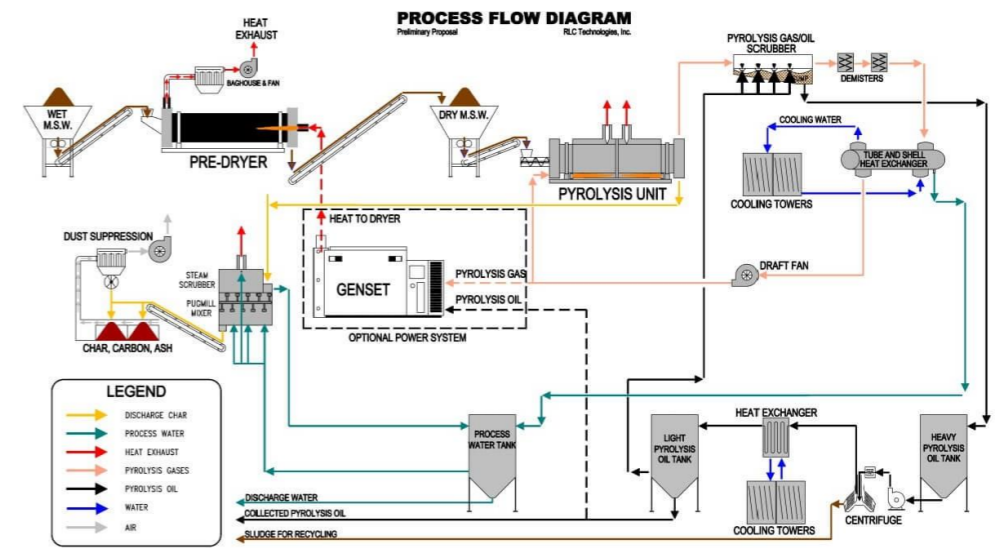 PROCESS FLOW DIAGRAM
Preliminary Proposal
RLC Technologies, Inc.
HEAT
EXHAUST
BAGHOUSE & FAN
WET
M.S.W.
PRE-DRYER
DRY M.S.W.
PYROLYSIS UNIT
PYROLYSIS GAS/OIL
SCRUBBER
DEMISTERS
COOLING WATER
TUBE AND SHELL
HEAT EXCHANGER
COOLING TOWERS
HEAT TO DRYER
DUST SUPPRESSION
STEAM
SCRUBBER
PUGMILL
MIXER
GENSET
PYROLYSIS GAS
PYROLYSIS OIL
DRAFT FAN
OPTIONAL POWER SYSTEM
CHAR, CARBON, ASH
LEGEND
DISCHARGE CHAR
PROCESS WATER
HEAT EXHAUST
PYROLYSIS GASES
PYROLYSIS OIL
WATER
AIR
PROCESS
WATER TANK
LIGHT
PYROLYSIS
OIL TANK
HEAT EXCHANGER
COOLING TOWERS
CENTRIFUGE
HEAVY
PYROLYSIS
OIL TANK
DISCHARGE WATER
COLLECTED PYROLYSIS OIL
SLUDGE FOR RECYCLING